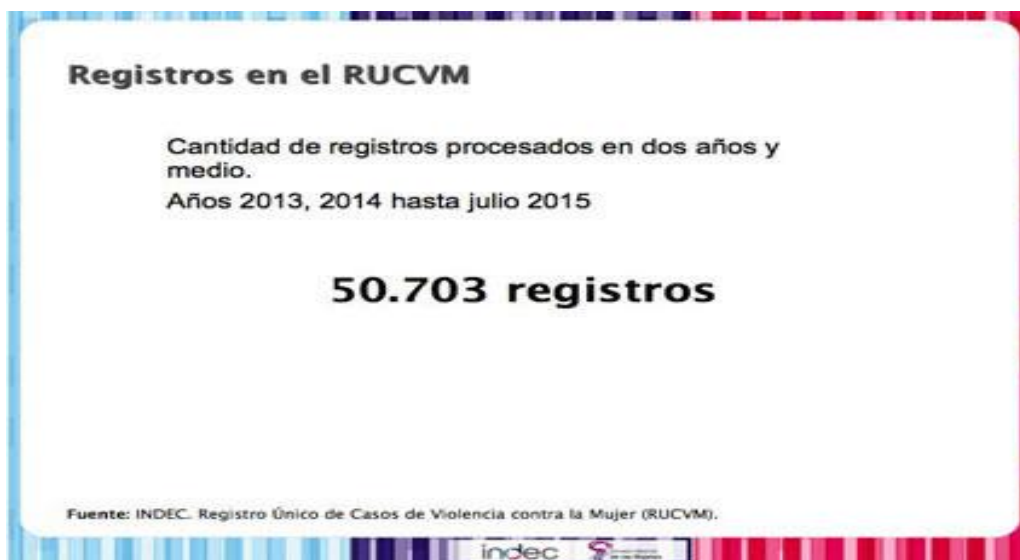 Registros en el RUCVM
Cantidad de registros procesados en dos años y
medio.
Años 2013, 2014 hasta julio 2015
50.703 registros
Fuente: INDEC. Registro Único de Casos de Violencia contra la Mujer (RUCVM).
indec